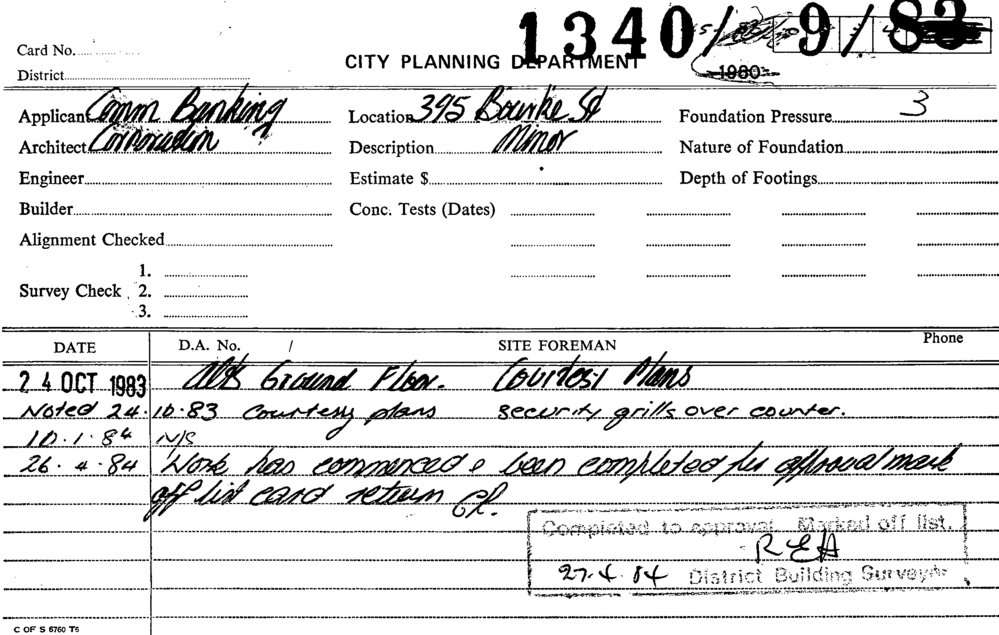 1340/ 9/83
Card No.
CITY PLANNING DEPARTMENT
1980
District
Applicant Comm Banking Location 395 Bourke St Foundation Pressure 3
Architect Corporation Description Minor Nature of Foundation
Engineer Estimate $ Depth of Footings
Builder Conc. Tests (Dates)
Alignment Checked
1.
Survey Check 2.
3.
DATE D.A. No. / SITE FOREMAN Phone
24 OCT 1983 Alts Ground Floor. Courtesy Plans
Noted 24.10.83 Courtesy plans security grills over counter.
10.1.84 N/S
26.4.84 Work has commenced & been completed for approval mark
off list card return
Completed to approval. Marked off list.
REH
27.4.84 District Building Surveyor
C OF S 6760 T6